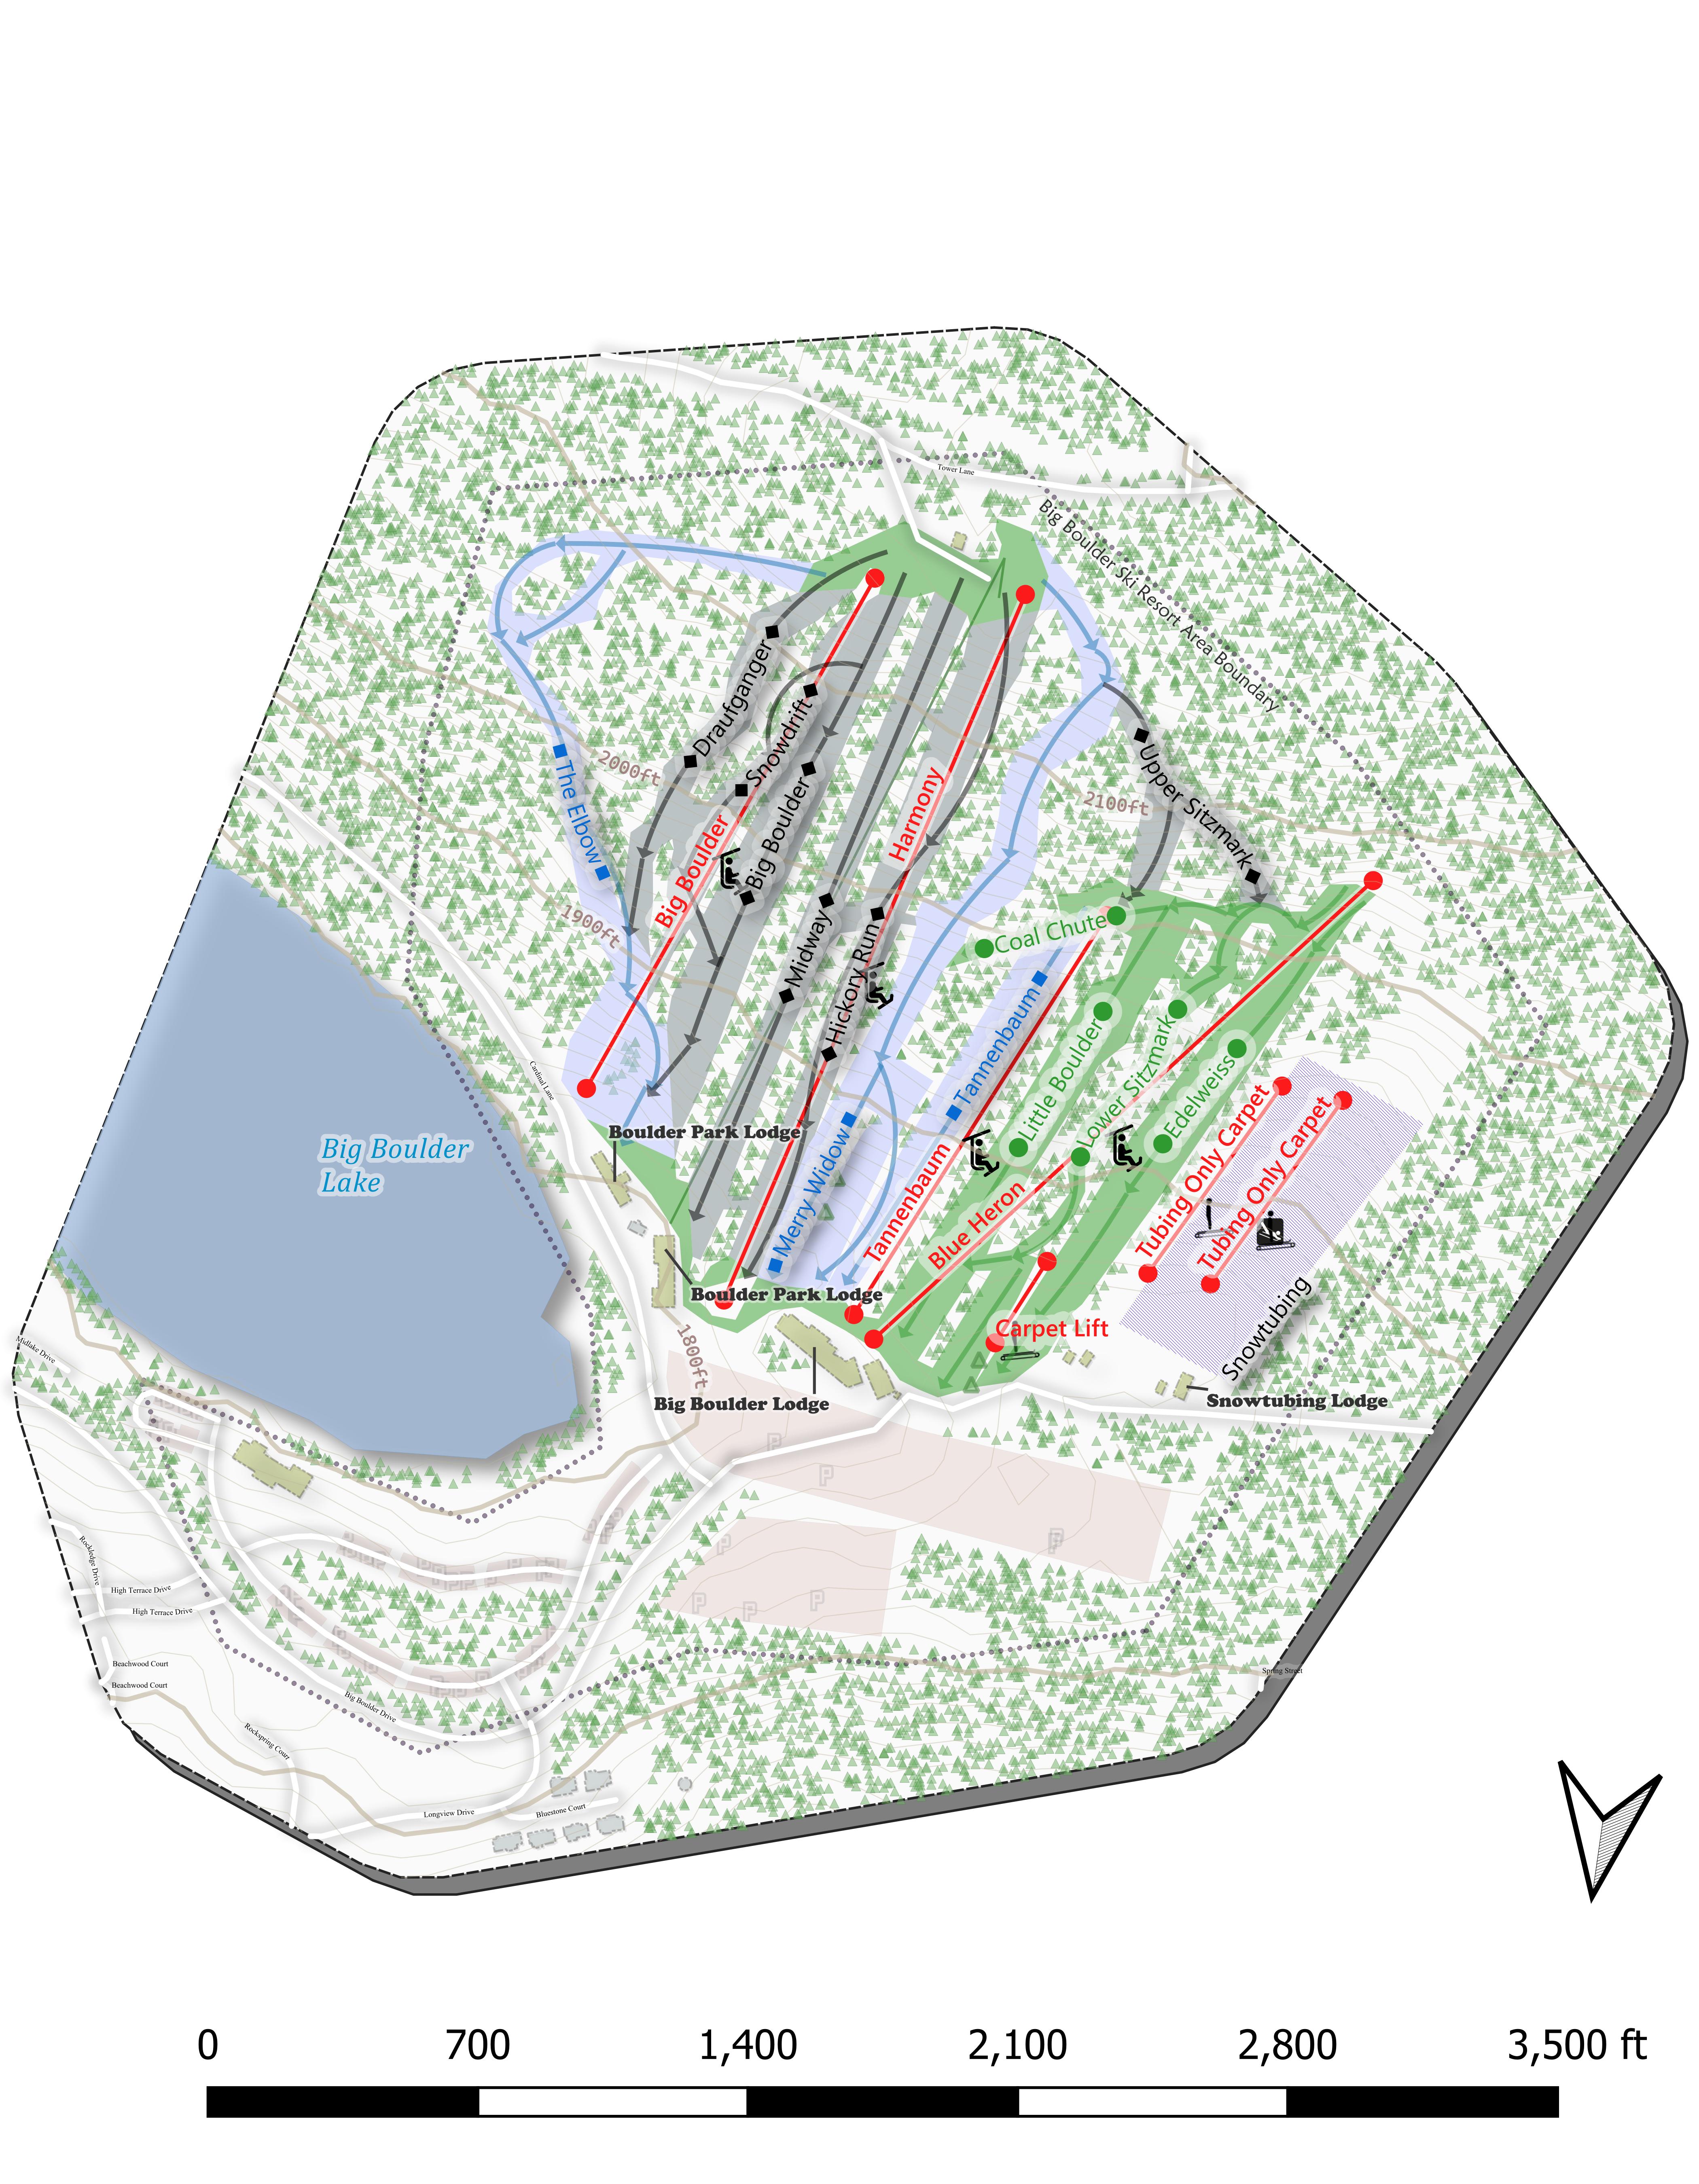 Tower Lane
Big Boulder Ski Resort Area Boundary
Draufganger
Snowdrift
Big Boulder
Big Boulder
Harmony
Upper Sitzmark
2000ft
2100ft
The Elbow
1900ft
Midway
Hickory Run
Coal Chute
Tannenbaum
Little Boulder
Lower Sitzmark
Edelweiss
Cardinal Lane
Big Boulder
Lake
Boulder Park Lodge
Merry Widow
Tannenbaum
Blue Heron
Tubing Only Carpet
Tubing Only Carpet
Boulder Park Lodge
Carpet Lift
Snowtubing
1800ft
Midlake Drive
Big Boulder Lodge
Snowtubing Lodge
P
P
P
P
P
P
P
Rockledge Drive
High Terrace Drive
High Terrace Drive
Beachwood Court
Beachwood Court
Spring Street
Big Boulder Drive
Rockspring Court
Longview Drive
Bluestone Court
0 700 1,400 2,100 2,800 3,500 ft